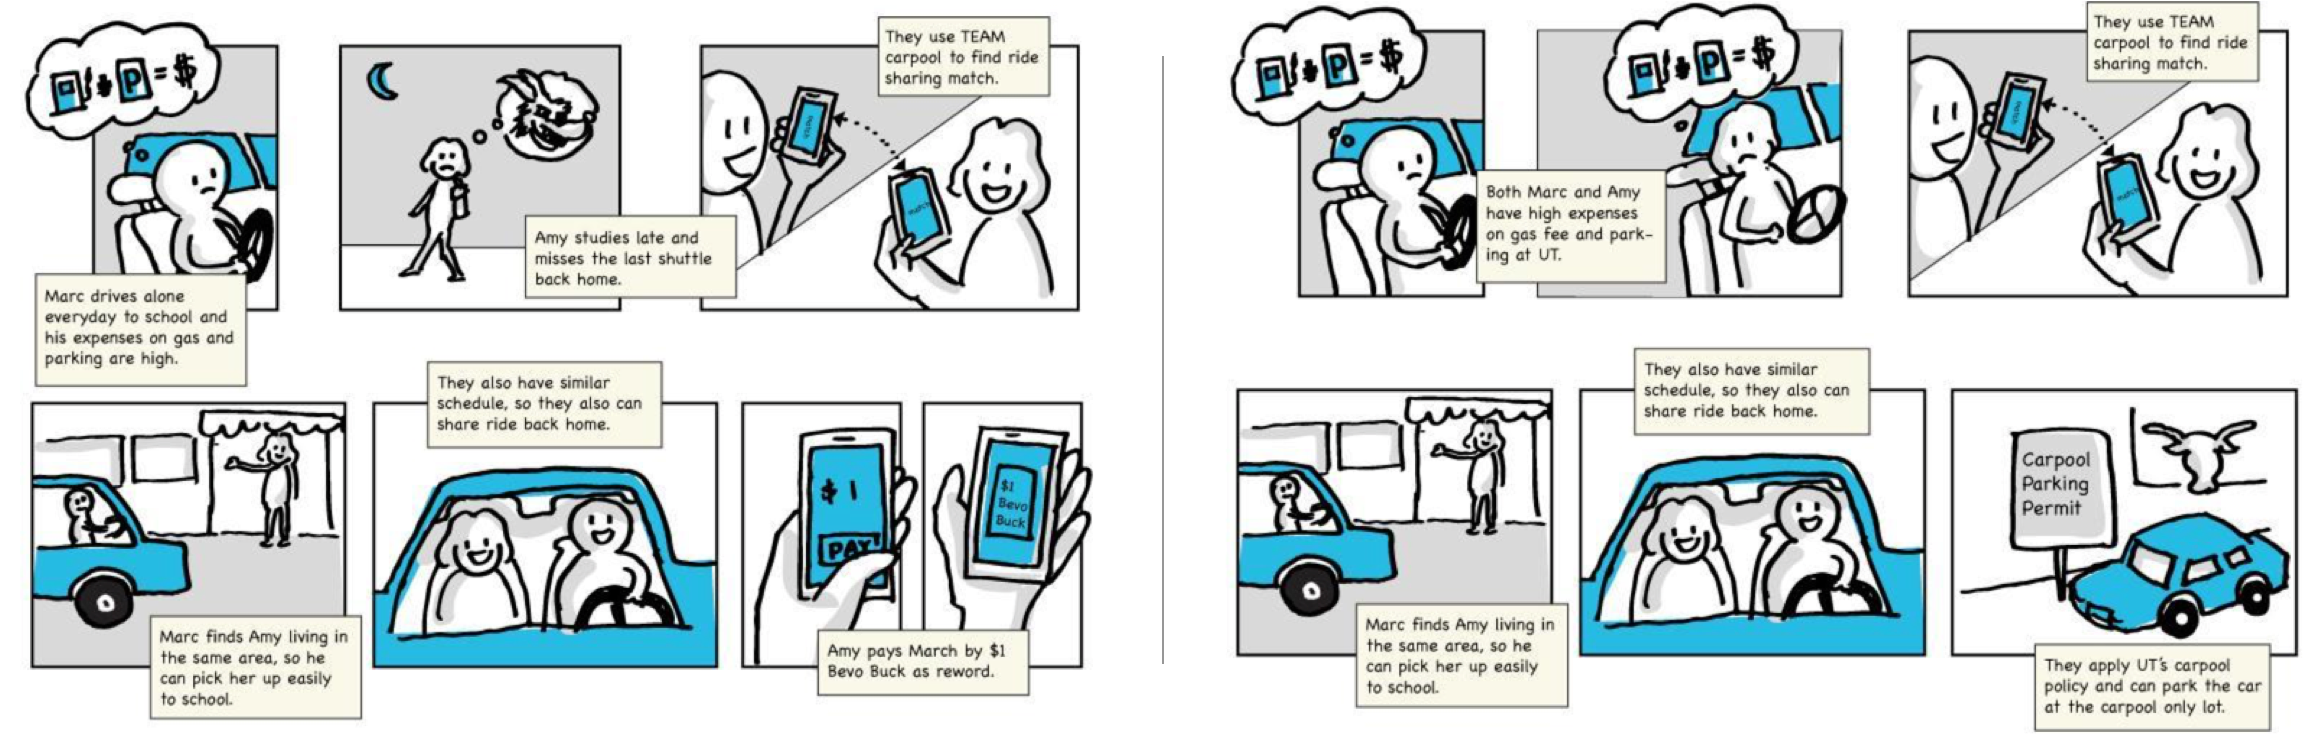 P = $
Marc drives alone
everyday to school and
his expenses on gas and
parking are high.
Amy studies late and
misses the last shuttle
back home.
They use TEAM
carpool to find ride
sharing match.
match
match
Marc finds Amy living in
the same area, so he
can pick her up easily
to school.
They also have similar
schedule, so they also can
share ride back home.
$1
PAY!
$1
Bevo
Buck
Amy pays March by $1
Bevo Buck as reword.
P = $
P = $
Both Marc and Amy
have high expenses
on gas fee and park-
ing at UT.
They use TEAM
carpool to find ride
sharing match.
match
match
Marc finds Amy living in
the same area, so he
can pick her up easily
to school.
They also have similar
schedule, so they also can
share ride back home.
Carpool
Parking
Permit
They apply UT's carpool
policy and can park the car
at the carpool only lot.